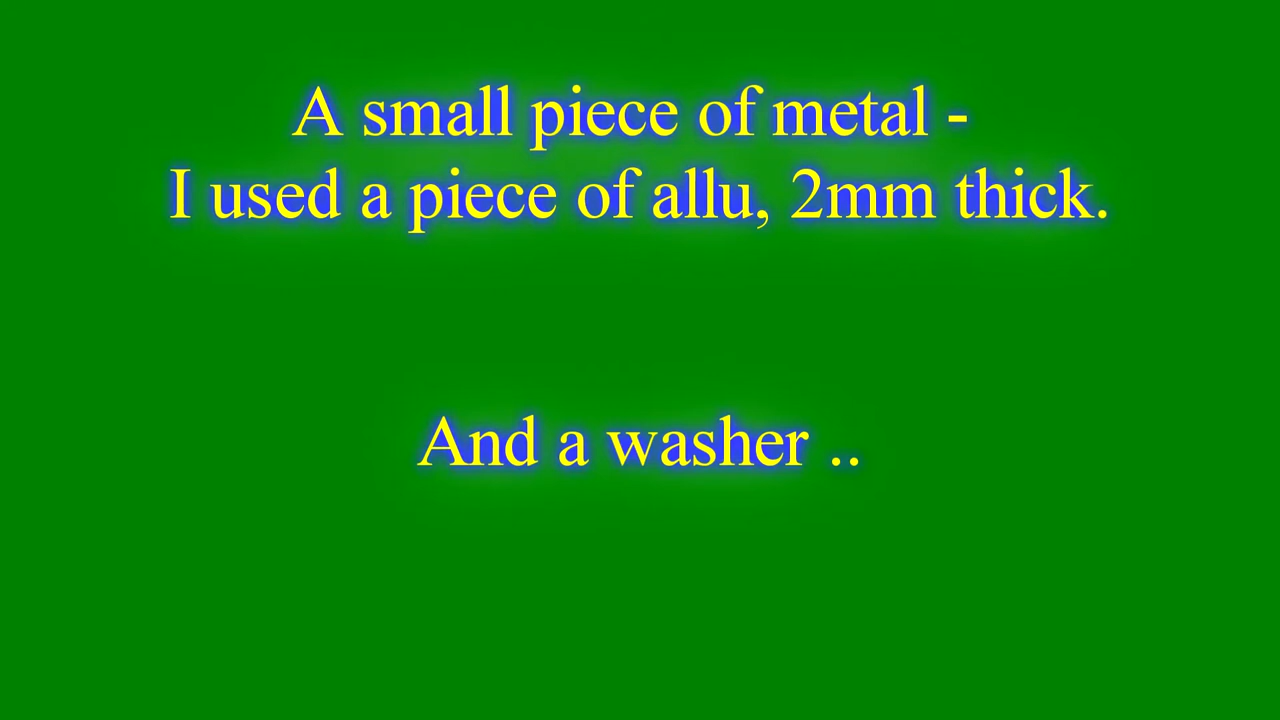 A small piece of metal -
I used a piece of allu, 2mm thick.
And a washer ..